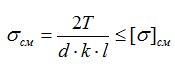 σсм = 2T / d·k·l ≤ [σ]см